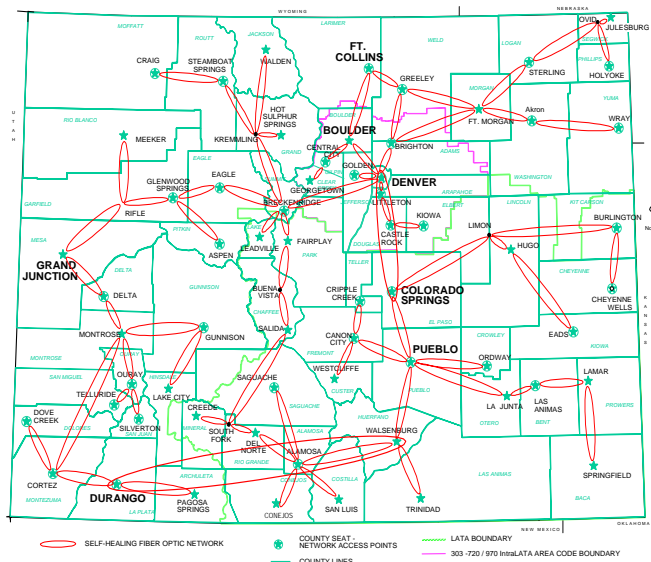 WYOMING
NEBRASKA
MOFFATT
ROUTT
JACKSON
LARIMER
WELD
LOGAN
OVID
JULESBURG
SEDGWICK
PHILLIPS
HOLYOKE
CRAIG
STEAMBOAT
SPRINGS
WALDEN
FT.
COLLINS
GREELEY
STERLING
MORGAN
YUMA
RIO BLANCO
MEEKER
HOT
SULPHUR
SPRINGS
KREMMLING
GRAND
BOULDER
BOULDER
FT. MORGAN
Akron
WRAY
UTAH
EAGLE
EAGLE
GLENWOOD
SPRINGS
CENTRAL
CITY
GOLDEN
BRIGHTON
ADAMS
GILPIN
CLEAR
GEORGETOWN
DENVER
WASHINGTON
ARAPAHOE
GARFIELD
RIFLE
BRECKENRIDGE
JEFFERSON
LITTLETON
ELBERT
LINCOLN
KIT CARSON
PITKIN
LAKE
LEADVILLE
FAIRPLAY
PARK
CASTLE
ROCK
KIOWA
DOUGLAS
LIMON
HUGO
BURLINGTON
MESA
ASPEN
GRAND
JUNCTION
DELTA
DELTA
GUNNISON
BUENA
VISTA
CHAFFEE
TELLER
CRIPPLE
CREEK
COLORADO
SPRINGS
CHEYENNE
CHEYENNE
WELLS
KANSAS
MONTROSE
GUNNISON
SALIDA
CANON
CITY
EL PASO
CROWLEY
EADS
KIOWA
MONTROSE
OURAY
HINSDALE
SAN MIGUEL
OURAY
LAKE CITY
SAGUACHE
FREMONT
WESTCLIFFE
CUSTER
PUEBLO
PUEBLO
ORDWAY
LAMAR
TELLURIDE
DOVE
CREEK
DOLORES
SILVERTON
SAN JUAN
CREEDE
MINERAL
SOUTH
FORK
DEL
NORTE
SAGUACHE
ALAMOSA
HUERFANO
WALSENBURG
LA JUNTA
OTERO
LAS
ANIMAS
BENT
PROWERS
RIO GRANDE
ALAMOSA
CORTEZ
MONTEZUMA
DURANGO
LA PLATA
ARCHULETA
PAGOSA
SPRINGS
CONEJOS
CONEJOS
COSTILLA
SAN LUIS
TRINIDAD
LAS ANIMAS
SPRINGFIELD
BACA
NEW MEXICO
OKLAHOMA
SELF-HEALING FIBER OPTIC NETWORK
COUNTY SEAT -
NETWORK ACCESS POINTS
COUNTY LINES
LATA BOUNDARY
303 -720 / 970 IntraLATA AREA CODE BOUNDARY